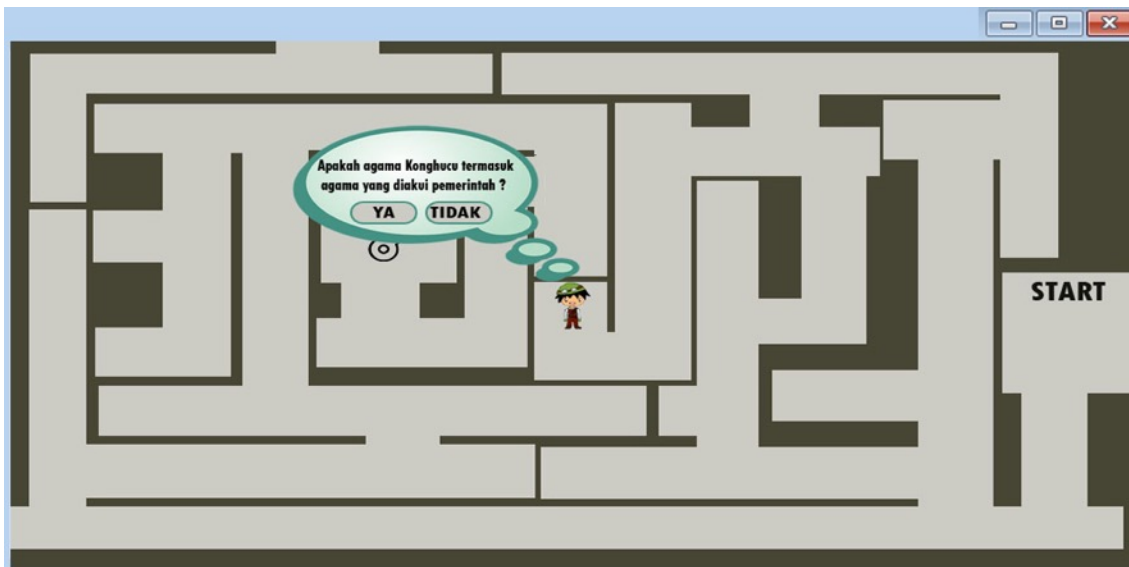 Apakah agama Konghucu termasuk
agama yang diakui pemerintah ?
YA TIDAK
START